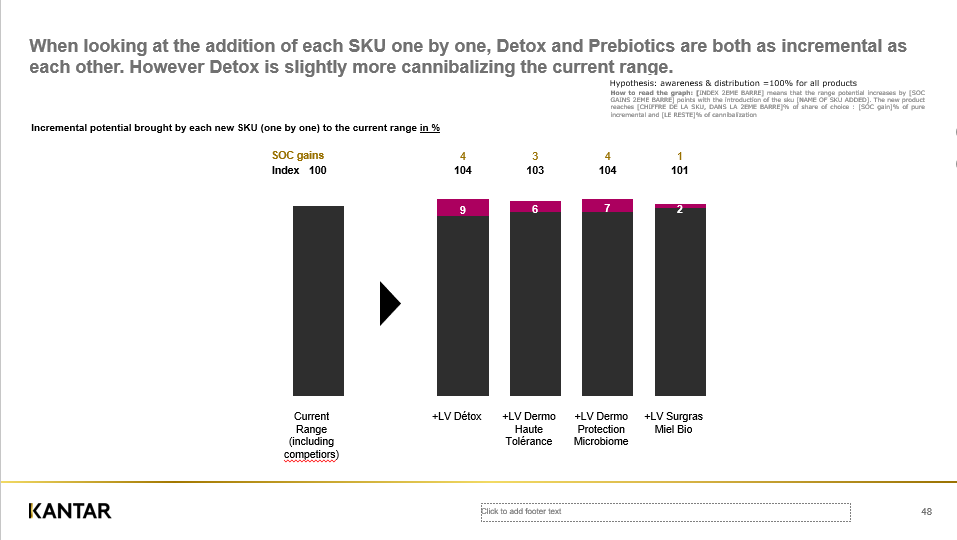 When looking at the addition of each SKU one by one, Detox and Prebiotics are both as incremental as
each other. However Detox is slightly more cannibalizing the current range.
Hypothesis: awareness & distribution =100% for all products
How to read the graph: [INDEX 2EME BARRE] means that the range potential increases by [SOC
GAINS 2EME BARRE] points with the introduction of the sku [NAME OF SKU ADDED]. The new product
reaches [CHIFFRE DE LA SKU, DANS LA 2EME BARRE]% of share of choice : [SOC gain]% of pure
incremental and [LE RESTE]% of cannibalization
Incremental potential brought by each new SKU (one by one) to the current range in %
SOC gains 4 3 4 1
Index 100 104 103 104 101
9 6 7 2
Current
Range
(including
competiors)
+LV Détox
+LV Dermo
Haute
Tolérance
+LV Dermo
Protection
Microbiome
+LV Surgras
Miel Bio
KANTAR
Click to add footer text
48